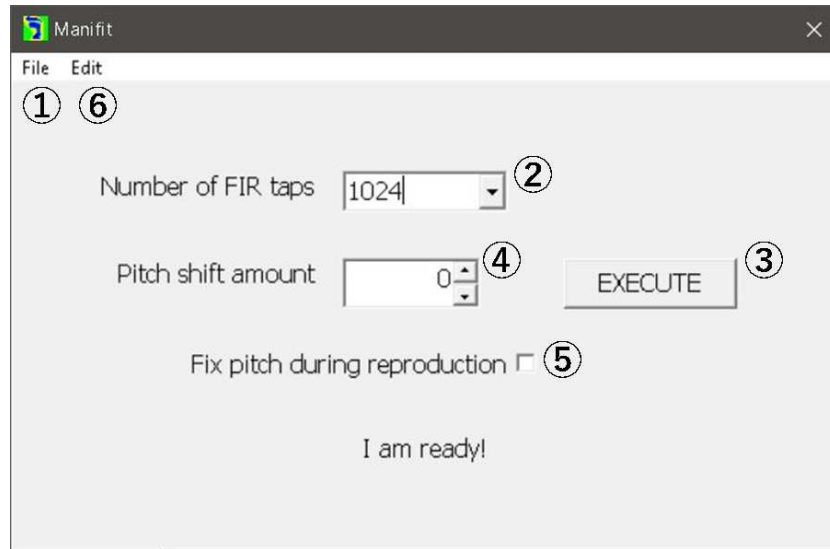 Manifit
File Edit
① ⑥
Number of FIR taps 1024 ②
Pitch shift amount 0 ④ EXECUTE ③
Fix pitch during reproduction ⑤
I am ready!